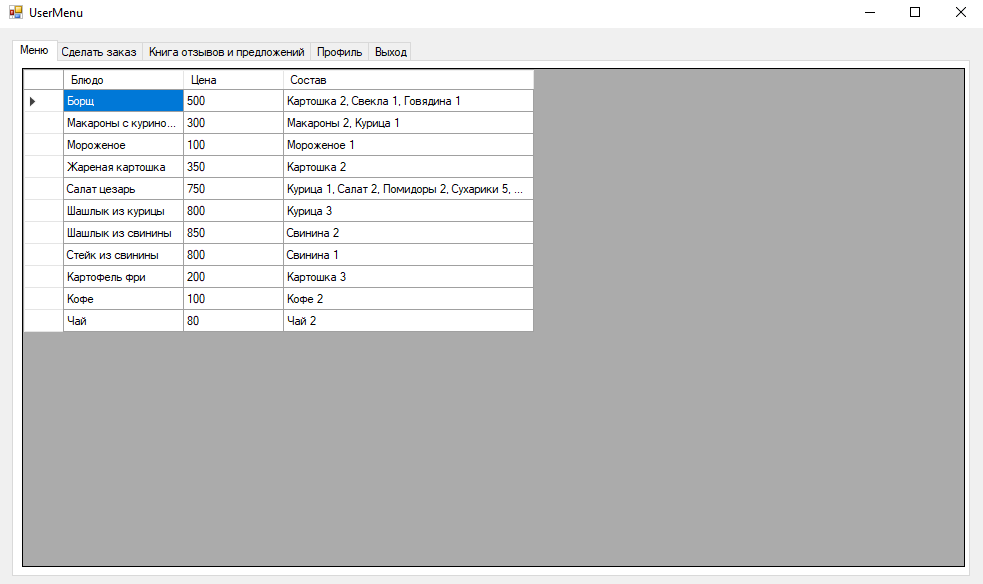 UserMenu
Меню Сделать заказ Книга отзывов и предложений Профиль Выход
Блюдо Цена Состав
Борщ 500 Картошка 2, Свекла 1, Говядина 1
Макароны с курино... 300 Макароны 2, Курица 1
Мороженое 100 Мороженое 1
Жареная картошка 350 Картошка 2
Салат цезарь 750 Курица 1, Салат 2, Помидоры 2, Сухарики 5, ...
Шашлык из курицы 800 Курица 3
Шашлык из свинины 850 Свинина 2
Стейк из свинины 800 Свинина 1
Картофель фри 200 Картошка 3
Кофе 100 Кофе 2
Чай 80 Чай 2